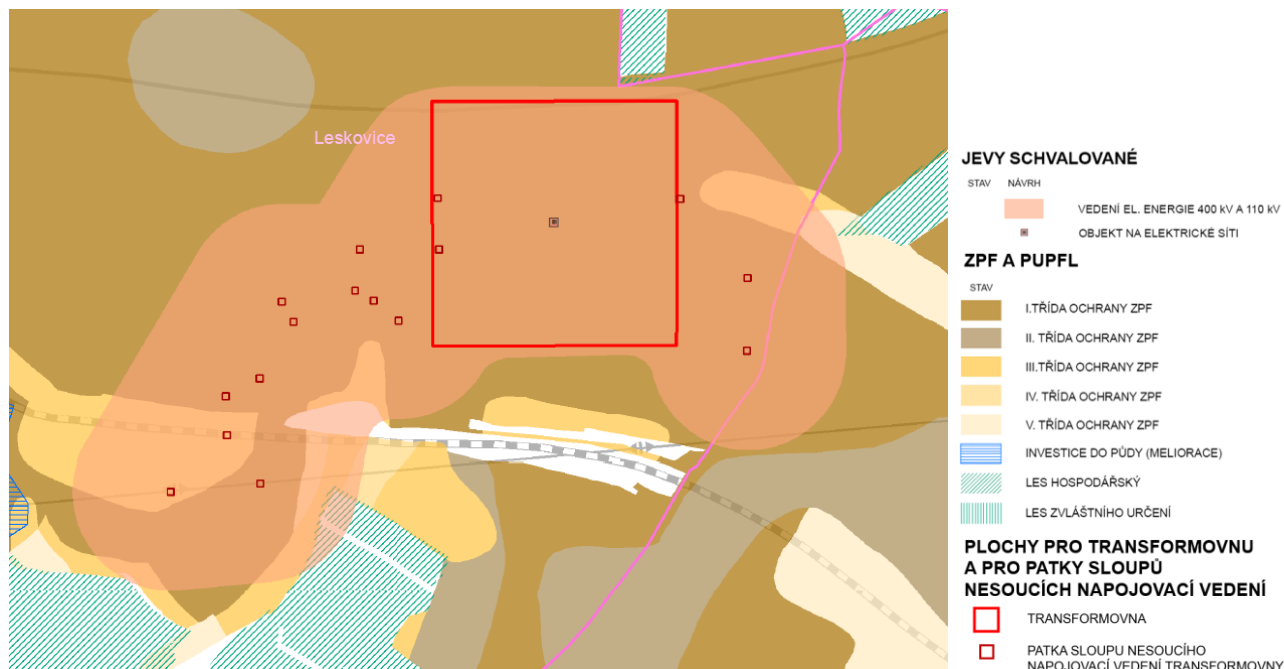 Leskovice
JEVY SCHVALOVANÉ
STAV NÁVRH
VEDENÍ EL. ENERGIE 400 kV A 110 kV
OBJEKT NA ELEKTRICKÉ SÍTI
ZPF A PUPFL
STAV
I.TŘÍDA OCHRANY ZPF
II. TŘÍDA OCHRANY ZPF
III.TŘÍDA OCHRANY ZPF
IV. TŘÍDA OCHRANY ZPF
V. TŘÍDA OCHRANY ZPF
INVESTICE DO PŮDY (MELIORACE)
LES HOSPODÁŘSKÝ
LES ZVLÁŠTNÍHO URČENÍ
PLOCHY PRO TRANSFORMOVNU
A PRO PATKY SLOUPŮ
NESOUCÍCH NAPOJOVACÍ VEDENÍ
TRANSFORMOVNA
PATKA SLOUPU NESOUCÍHO
NAPOJOVACÍ VEDENÍ TRANSFORMOVNY